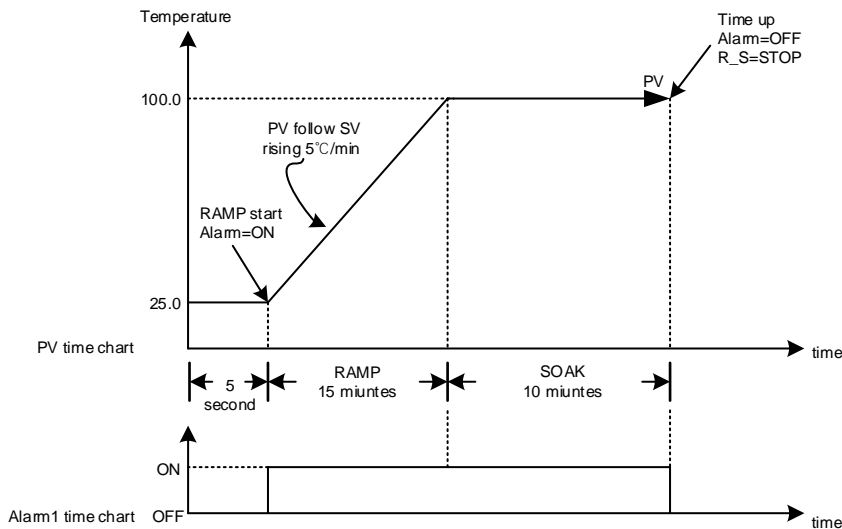 Temperature
Time up
Alarm=OFF
R_S=STOP
PV
100.0
PV follow SV
rising 5℃/min
RAMP start
Alarm=ON
25.0
PV time chart
time
5
second
RAMP
15 miuntes
SOAK
10 miuntes
ON
Alarm1 time chart
OFF
time